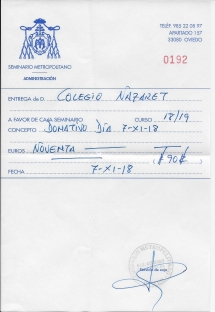 TELÉF. 985 22 08 97
APARTADO 157
33080 OVIEDO
SEMINARIO METROPOLITANO
ADMINISTRACIÓN
0192
ENTREGA de D. COLEGIO NAZARET
A FAVOR DE CAJA SEMINARIO CURSO 18/19
CONCEPTO DONATIVO DÍA 7-XI-18
EUROS NOVENTA (90€)
FECHA 7-XI-18